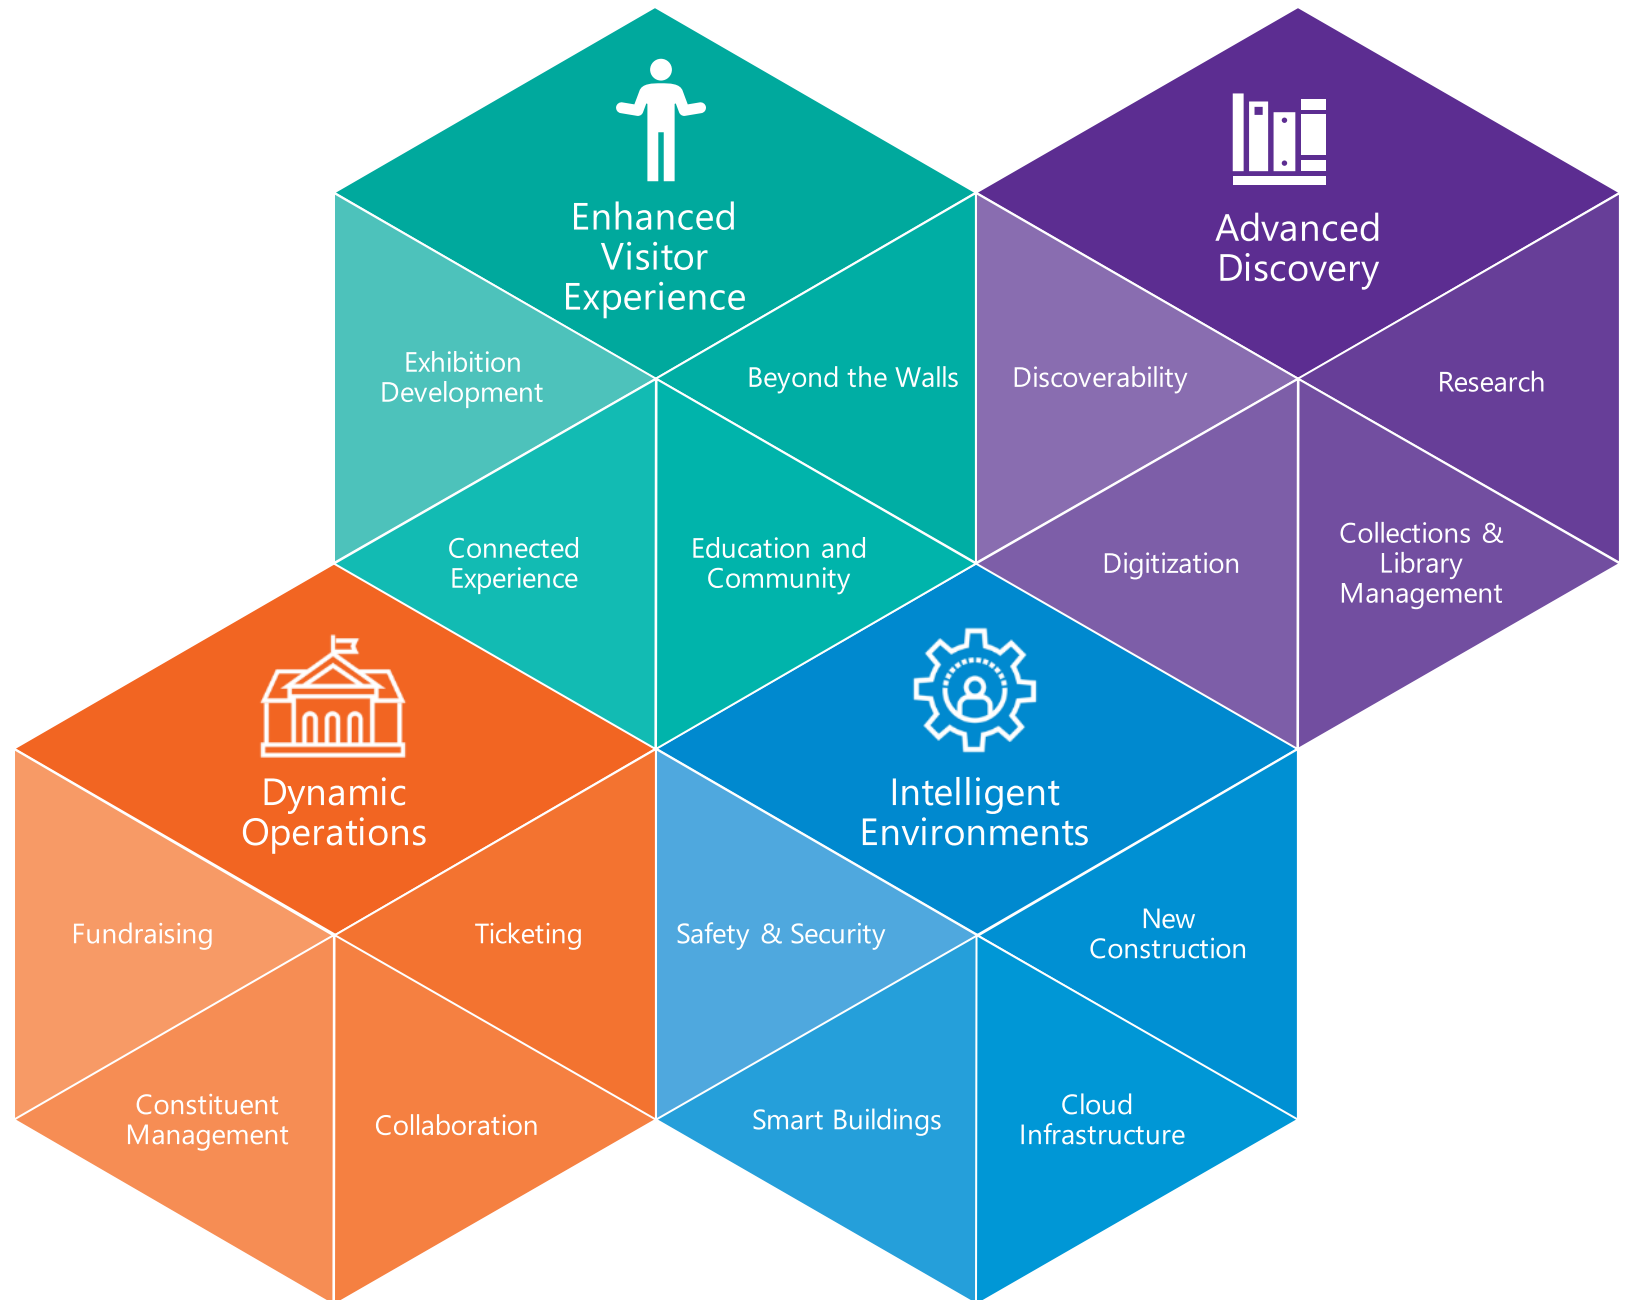 Enhanced
Visitor
Experience
Exhibition
Development
Beyond the Walls
Connected
Experience
Education and
Community
Advanced
Discovery
Discoverability
Research
Digitization
Collections &
Library
Management
Dynamic
Operations
Fundraising
Ticketing
Constituent
Management
Collaboration
Intelligent
Environments
Safety & Security
New
Construction
Smart Buildings
Cloud
Infrastructure